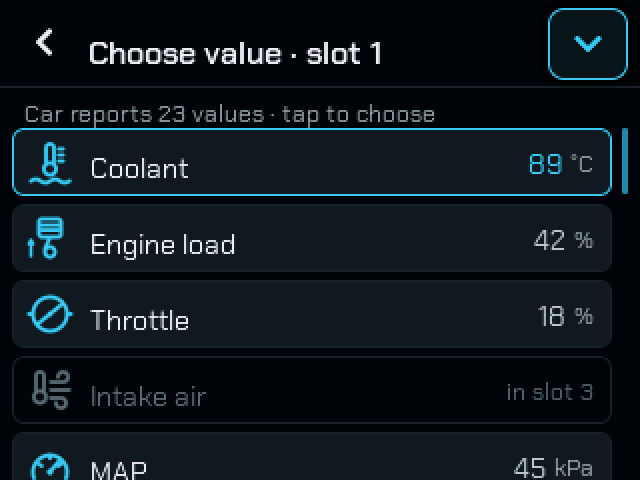 Choose value · slot 1
Car reports 23 values · tap to choose
Coolant 89 °C
Engine load 42 %
Throttle 18 %
Intake air in slot 3
MAP 45 kPa